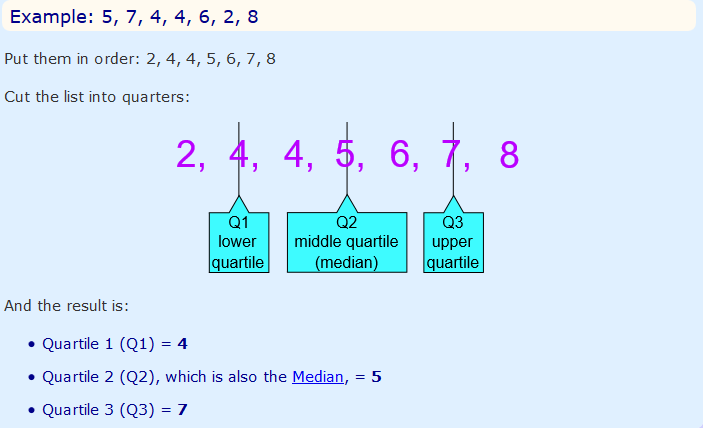 Example: 5, 7, 4, 4, 6, 2, 8
Put them in order: 2, 4, 4, 5, 6, 7, 8
Cut the list into quarters:
2, 4, 4, 5, 6, 7, 8
Q1
lower
quartile
Q2
middle quartile
(median)
Q3
upper
quartile
And the result is:
• Quartile 1 (Q1) = 4
• Quartile 2 (Q2), which is also the Median, = 5
• Quartile 3 (Q3) = 7